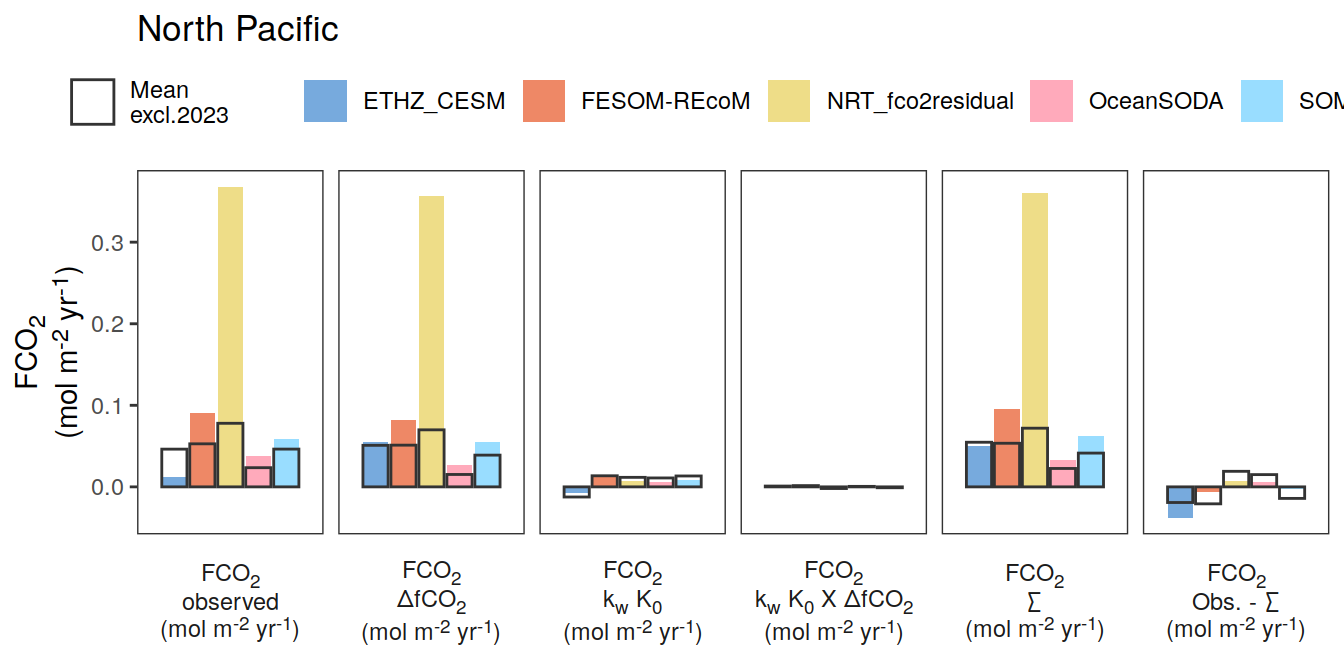 North Pacific
Mean
excl.2023
ETHZ_CESM
FESOM-REcoM
NRT_fco2residual
OceanSODA
SOM
FCO₂
(mol m⁻² yr⁻¹)
0.3
0.2
0.1
0.0
FCO₂
observed
(mol m⁻² yr⁻¹)
FCO₂
ΔfCO₂
(mol m⁻² yr⁻¹)
FCO₂
k_w K₀
(mol m⁻² yr⁻¹)
FCO₂
k_w K₀ X ΔfCO₂
(mol m⁻² yr⁻¹)
FCO₂
Σ
(mol m⁻² yr⁻¹)
FCO₂
Obs. - Σ
(mol m⁻² yr⁻¹)